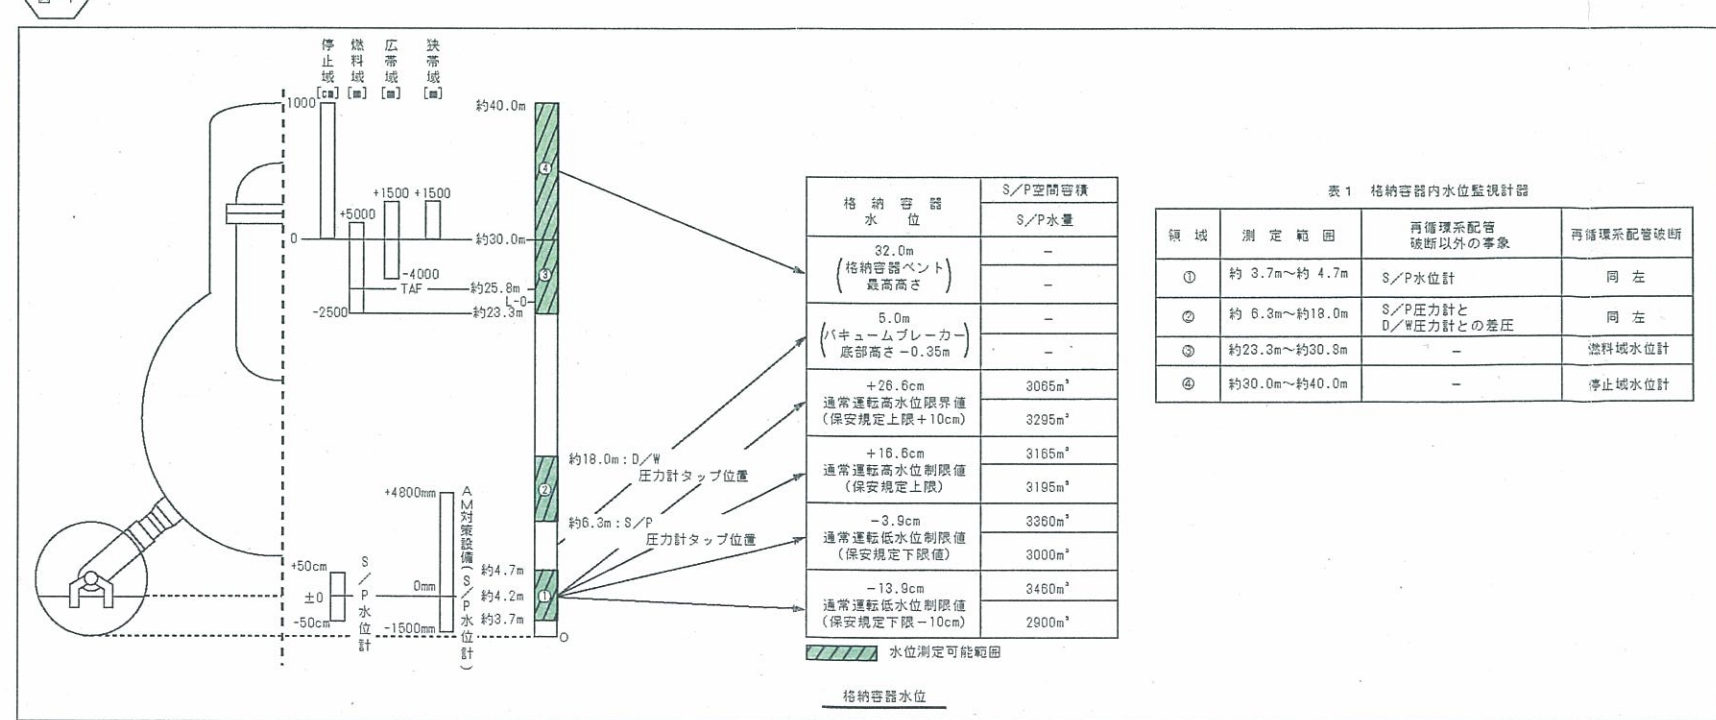 停止域[cm]
燃料域[m]
広帯域[m]
狭帯域[m]
1000
約40.0m
④
+1500 +1500
+5000
0
約30.0m
③
-4000
TAF
約25.8m
L-0
-2500
約23.3m
約18.0m:D/W
圧力計タップ位置
+4800mm
AM対策設備(S/P水位計)
②
約6.3m:S/P
圧力計タップ位置
+50cm
S/P水位計
約4.7m
0mm
±0
約4.2m
①
-50cm
約3.7m
-1500mm
O
格納容器水位
S/P空間容積
S/P水量
32.0m
(格納容器ベント最高高さ)
－
－
5.0m
(バキュームブレーカー底部高さ－0.35m)
－
－
+26.6cm
通常運転高水位限界値
(保安規定上限+10cm)
3065m³
3295m³
+16.6cm
通常運転高水位制限値
(保安規定上限)
3165m³
3195m³
－3.9cm
通常運転低水位制限値
(保安規定下限値)
3360m³
3000m³
－13.9cm
通常運転低水位制限値
(保安規定下限－10cm)
3460m³
2900m³
水位測定可能範囲
格納容器水位
表1 格納容器内水位監視計器
領域 測定範囲 再循環系配管破断以外の事象 再循環系配管破断
① 約 3.7m～約 4.7m S/P水位計 同左
② 約 6.3m～約18.0m S/P圧力計とD/W圧力計との差圧 同左
③ 約23.3m～約30.8m － 燃料域水位計
④ 約30.0m～約40.0m － 停止域水位計